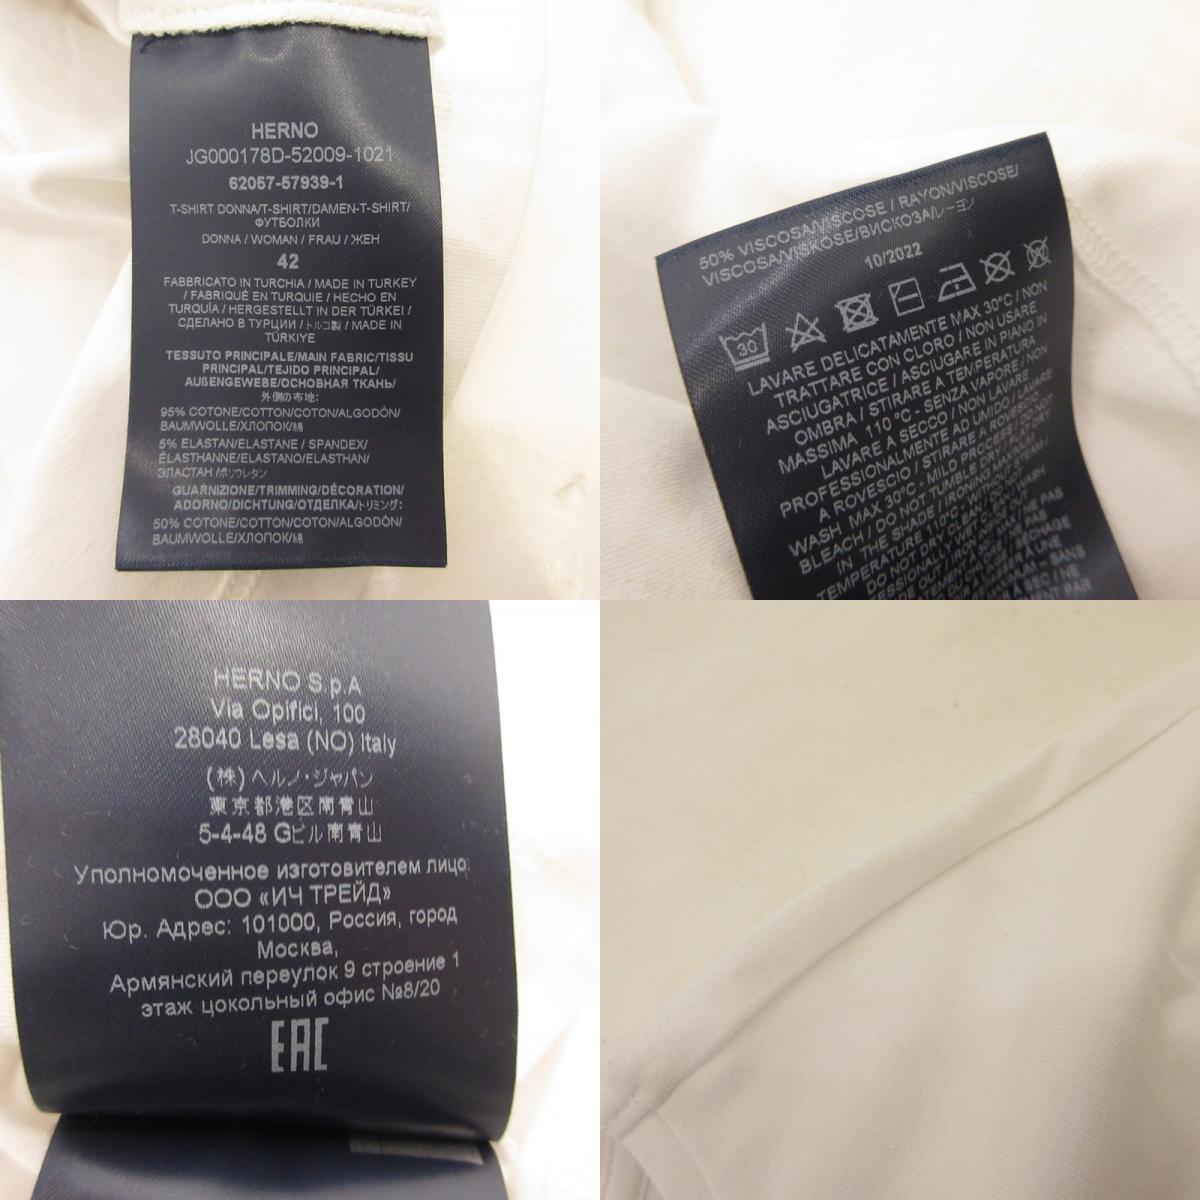 HERNO
JG000178D-52009-1021
62057-57939-1
T-SHIRT DONNA/T-SHIRT/DAMEN-T-SHIRT/
ФУТБОЛКИ
DONNA / WOMAN / FRAU / ЖЕН
42
FABBRICATO IN TURCHIA / MADE IN TURKEY
/ FABRIQUÉ EN TURQUIE / HECHO EN
TURQUÍA / HERGESTELLT IN DER TÜRKEI /
СДЕЛАНО В ТУРЦИИ / トルコ製 / MADE IN
TÜRKIYE
TESSUTO PRINCIPALE/MAIN FABRIC/TISSU
PRINCIPAL/TEJIDO PRINCIPAL/
AUßENGEWEBE/ОСНОВНАЯ ТКАНЬ/
外側の布地:
95% COTONE/COTTON/COTON/ALGODÓN/
BAUMWOLLE/ХЛОПОК/綿
5% ELASTAN/ELASTANE / SPANDEX/
ÉLASTHANNE/ELASTANO/ELASTHAN/
ЭЛАСТАН /ポリウレタン
GUARNIZIONE/TRIMMING/DÉCORATION/
ADORNO/DICHTUNG/ОТДЕЛКА/トリミング:
50% COTONE/COTTON/COTON/ALGODÓN/
BAUMWOLLE/ХЛОПОК/綿
50% VISCOSA/VISCOSE / RAYON/VISCOSE/
VISCOSA/VISKOSE/ВИСКОЗА/レーヨン
10/2022
30
LAVARE DELICATAMENTE MAX 30°C / NON
TRATTARE CON CLORO / NON USARE
ASCIUGATRICE / ASCIUGARE IN PIANO IN
OMBRA / STIRARE A TEMPERATURA
MASSIMA 110 °C - SENZA VAPORE / NON
LAVARE A SECCO / NON LAVARE
PROFESSIONALMENTE AD UMIDO / LAVARE
A ROVESCIO / STIRARE A ROVESCIO
WASH MAX 30°C - MILD PROCESS / DO NOT
BLEACH / DO NOT TUMBLE DRY / FLAT DRY
IN THE SHADE / IRONING MAX
TEMPERATURE 110°C - WITHOUT STEAM /
DO NOT DRY CLEAN
HERNO S.p.A
Via Opifici, 100
28040 Lesa (NO) Italy
(株) ヘルノ・ジャパン
東京都港区南青山
5-4-48 Gビル南青山
Уполномоченное изготовителем лицо
ООО «ИЧ ТРЕЙД»
Юр. Адрес: 101000, Россия, город
Москва,
Армянский переулок 9 строение 1
этаж цокольный офис №8/20
EAC